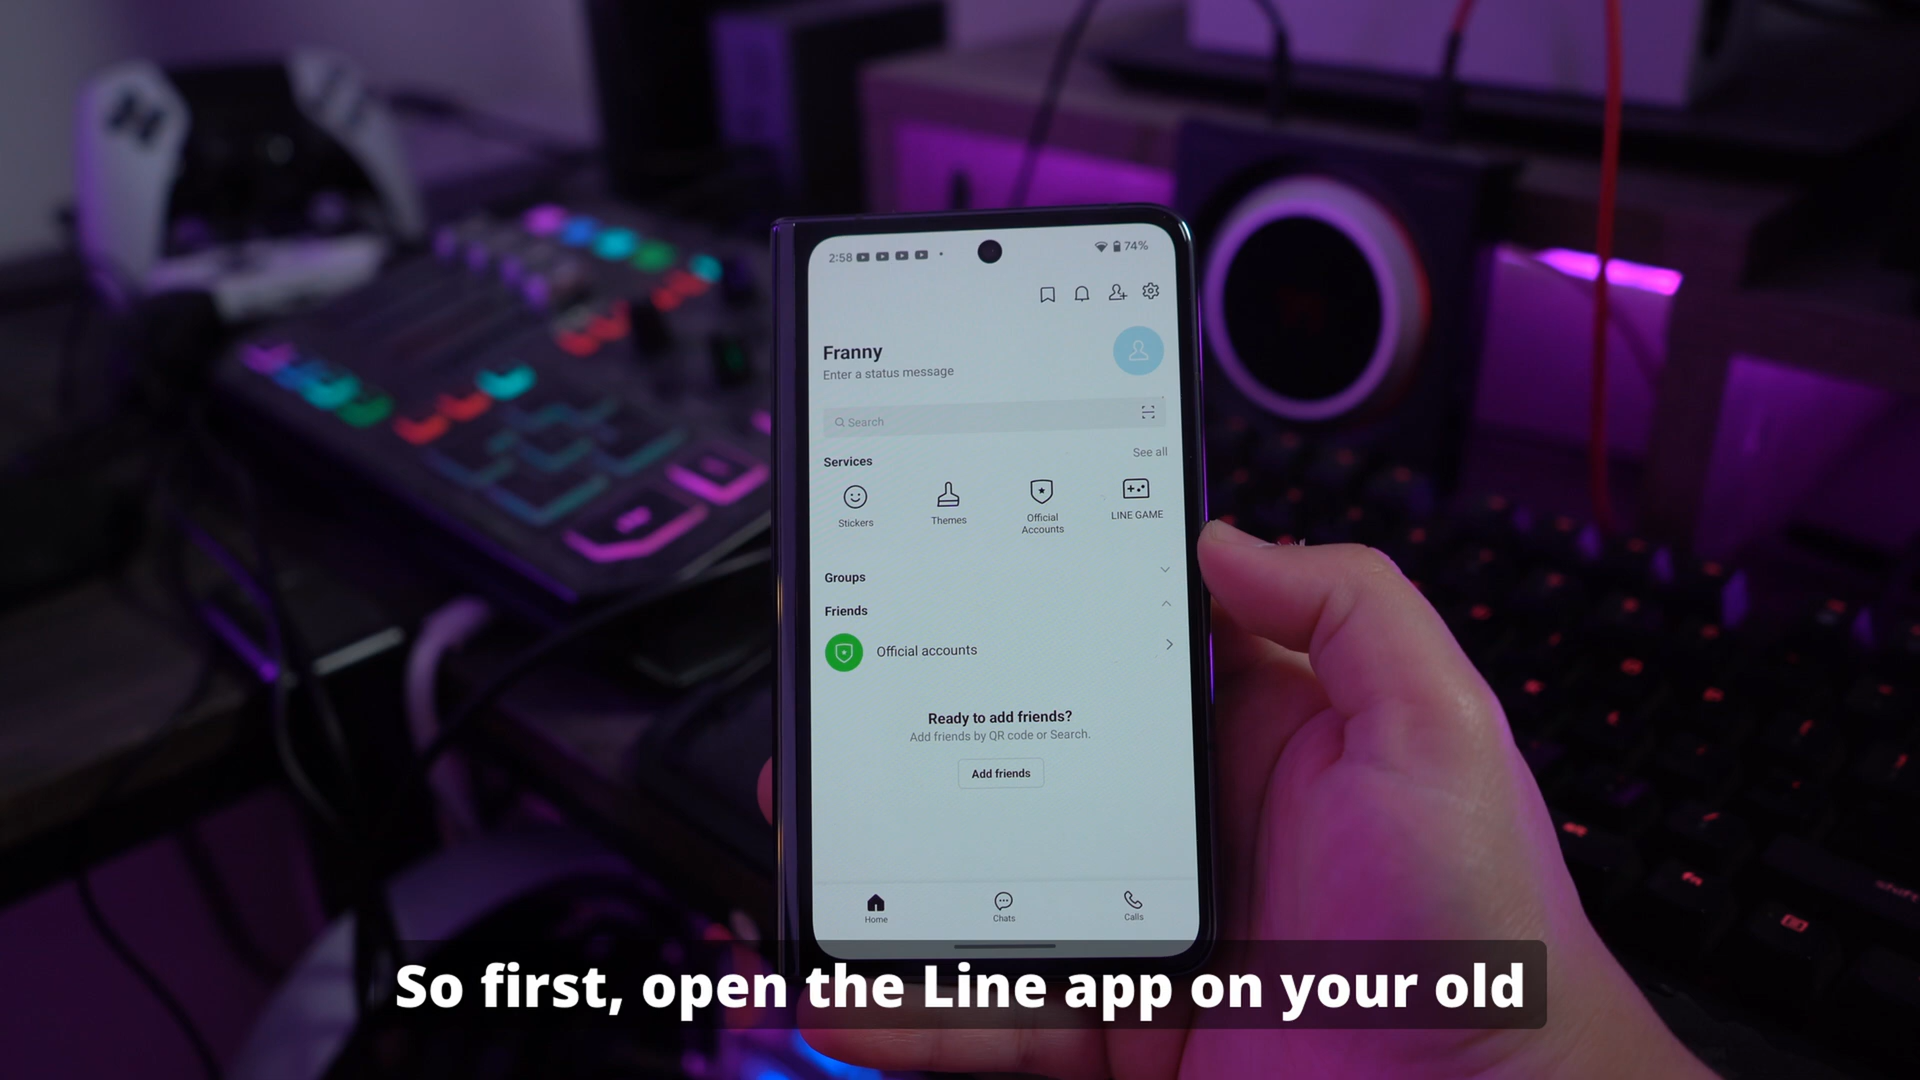 2:58
74%
Franny
Enter a status message
Search
Services
See all
Stickers
Themes
Official
Accounts
LINE GAME
Groups
Friends
Official accounts
Ready to add friends?
Add friends by QR code or Search.
Add friends
Home
Chats
Calls
shift
So first, open the Line app on your old